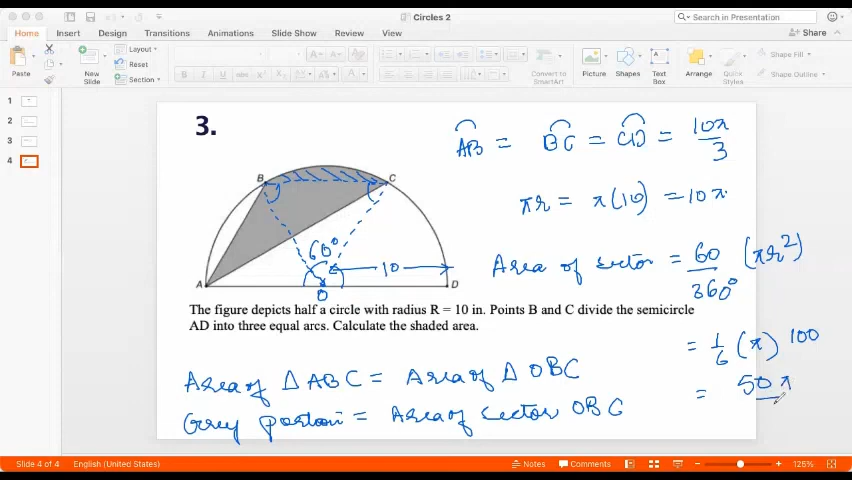 Circles 2
Search in Presentation
Home Insert Design Transitions Animations Slide Show Review View Share
Paste
New Slide
Layout
Reset
Section
B I U
Convert to SmartArt
Picture
Shapes
Text Box
Arrange
Quick Styles
Shape Fill
Shape Outline
1
2
3
4
3.
B
C
60°
10
A
O
D
AB = BC = CD = 10π/3
πr = π(10) = 10π
Area of sector = 60/360° (πr²)
= 1/6 (π) 100
= 50π
The figure depicts half a circle with radius R = 10 in. Points B and C divide the semicircle
AD into three equal arcs. Calculate the shaded area.
Area of △ ABC = Area of △ OBC
Grey portion = Area of sector OBC
Slide 4 of 4 English (United States) Notes Comments 125%